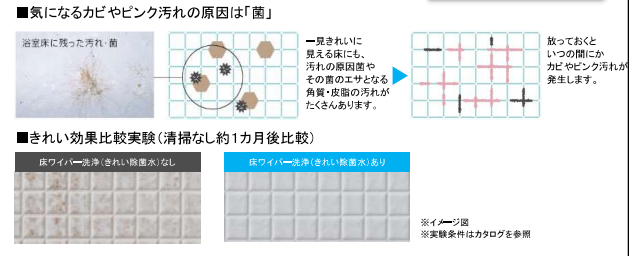 ■気になるカビやピンク汚れの原因は「菌」
浴室床に残った汚れ・菌
一見きれいに
見える床にも、
汚れの原因菌や
その菌のエサとなる
角質・皮脂の汚れが
たくさんあります。
放っておくと
いつの間にか
カビやピンク汚れが
発生します。
■きれい効果比較実験（清掃なし約1カ月後比較）
床ワイパー洗浄（きれい除菌水）なし
床ワイパー洗浄（きれい除菌水）あり
※イメージ図
※実験条件はカタログを参照